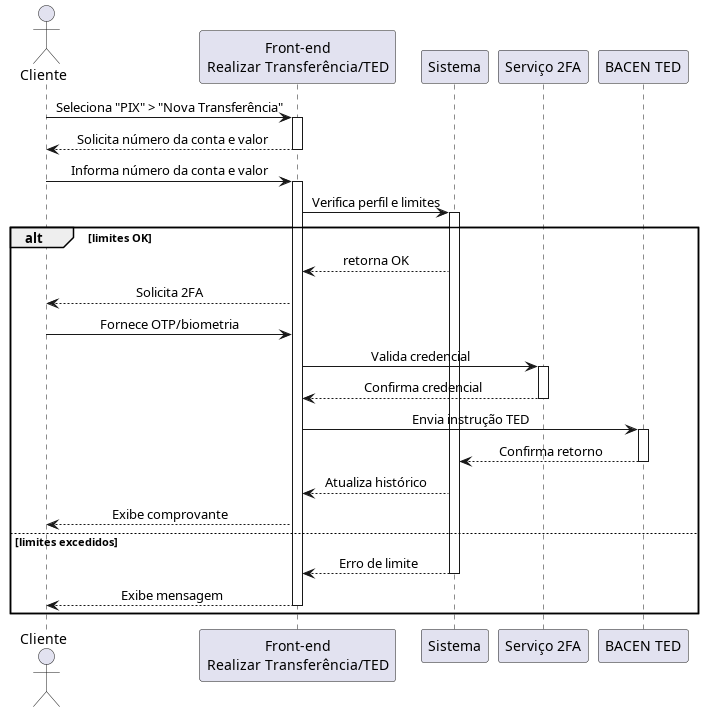 Cliente
Front-end
Realizar Transferência/TED
Sistema
Serviço 2FA
BACEN TED
Seleciona "PIX" > "Nova Transferência"
Solicita número da conta e valor
Informa número da conta e valor
Verifica perfil e limites
alt
[limites OK]
retorna OK
Solicita 2FA
Fornece OTP/biometria
Valida credencial
Confirma credencial
Envia instrução TED
Confirma retorno
Atualiza histórico
Exibe comprovante
[limites excedidos]
Erro de limite
Exibe mensagem
Cliente
Front-end
Realizar Transferência/TED
Sistema
Serviço 2FA
BACEN TED